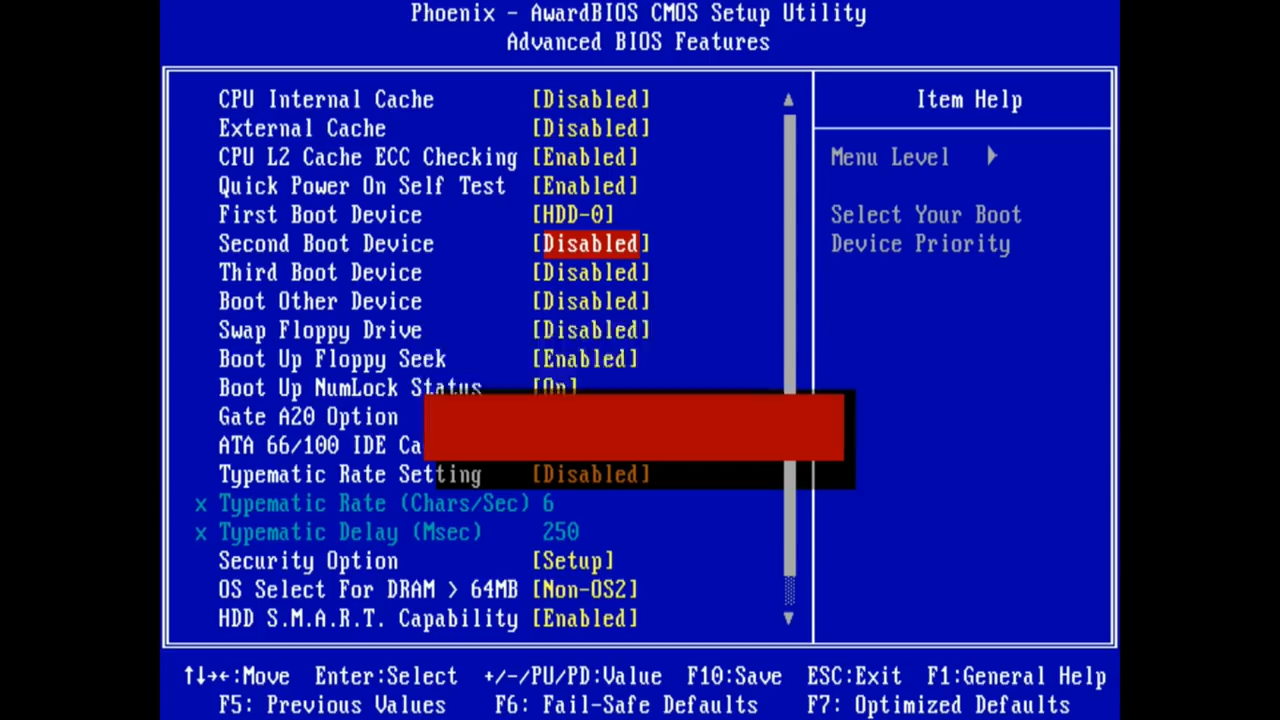 Phoenix - AwardBIOS CMOS Setup Utility
Advanced BIOS Features
CPU Internal Cache [Disabled]
External Cache [Disabled]
CPU L2 Cache ECC Checking [Enabled]
Quick Power On Self Test [Enabled]
First Boot Device [HDD-0]
Second Boot Device [Disabled]
Third Boot Device [Disabled]
Boot Other Device [Disabled]
Swap Floppy Drive [Disabled]
Boot Up Floppy Seek [Enabled]
Boot Up NumLock Status [On]
Gate A20 Option
ATA 66/100 IDE Ca
Typematic Rate Setting [Disabled]
x Typematic Rate (Chars/Sec) 6
x Typematic Delay (Msec) 250
Security Option [Setup]
OS Select For DRAM > 64MB [Non-OS2]
HDD S.M.A.R.T. Capability [Enabled]
Item Help
Menu Level
Select Your Boot
Device Priority
↑↓→←:Move Enter:Select +/-/PU/PD:Value F10:Save ESC:Exit F1:General Help
F5: Previous Values F6: Fail-Safe Defaults F7: Optimized Defaults